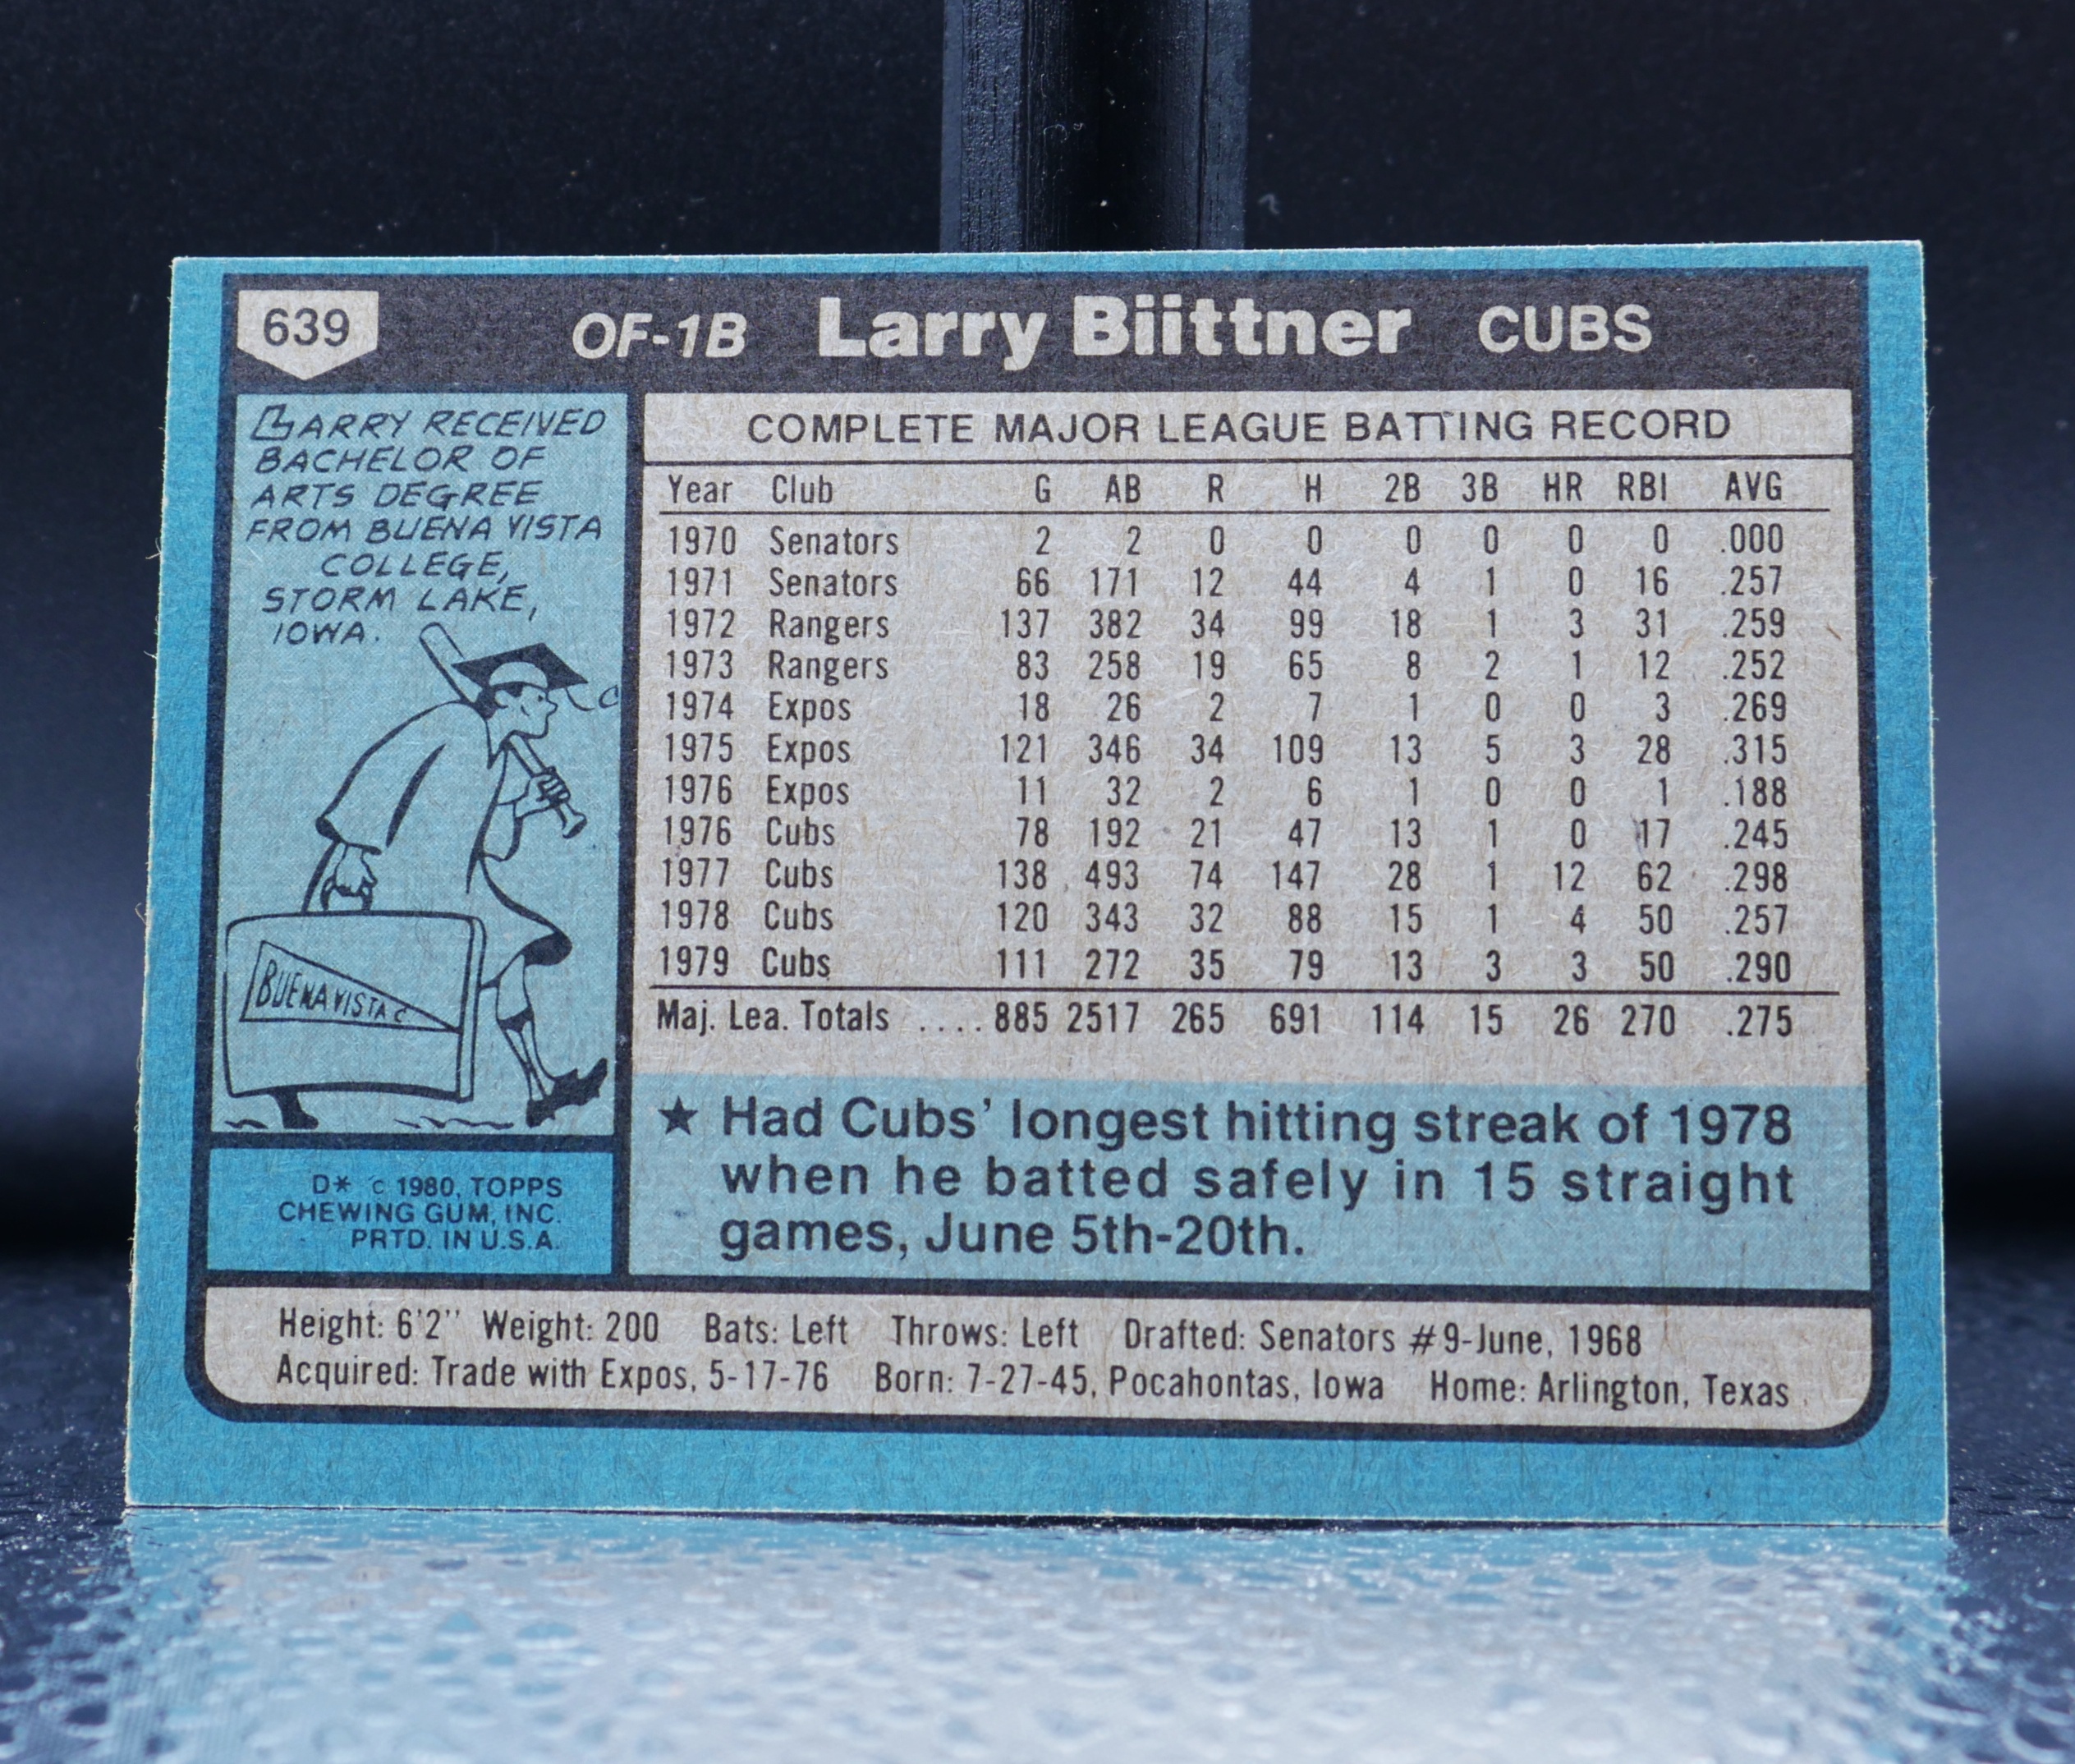 639 OF-1B Larry Biittner CUBS
LARRY RECEIVED
BACHELOR OF
ARTS DEGREE
FROM BUENA VISTA
COLLEGE,
STORM LAKE,
IOWA.
BUENA VISTA C
D* c 1980, TOPPS
CHEWING GUM, INC.
PRTD. IN U.S.A.
COMPLETE MAJOR LEAGUE BATTING RECORD
Year Club G AB R H 2B 3B HR RBI AVG
1970 Senators 2 2 0 0 0 0 0 0 .000
1971 Senators 66 171 12 44 4 1 0 16 .257
1972 Rangers 137 382 34 99 18 1 3 31 .259
1973 Rangers 83 258 19 65 8 2 1 12 .252
1974 Expos 18 26 2 7 1 0 0 3 .269
1975 Expos 121 346 34 109 13 5 3 28 .315
1976 Expos 11 32 2 6 1 0 0 1 .188
1976 Cubs 78 192 21 47 13 1 0 17 .245
1977 Cubs 138 493 74 147 28 1 12 62 .298
1978 Cubs 120 343 32 88 15 1 4 50 .257
1979 Cubs 111 272 35 79 13 3 3 50 .290
Maj. Lea. Totals .... 885 2517 265 691 114 15 26 270 .275
★ Had Cubs' longest hitting streak of 1978
when he batted safely in 15 straight
games, June 5th-20th.
Height: 6'2" Weight: 200 Bats: Left Throws: Left Drafted: Senators #9-June, 1968
Acquired: Trade with Expos, 5-17-76 Born: 7-27-45, Pocahontas, Iowa Home: Arlington, Texas